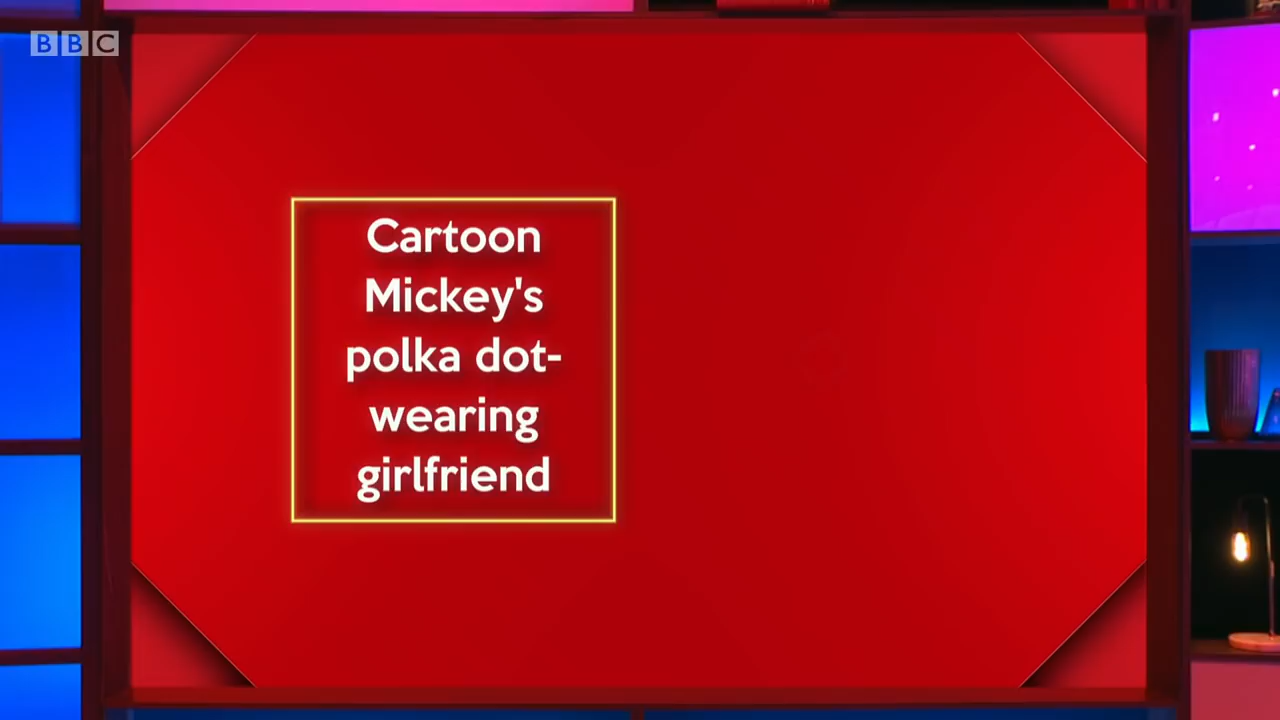 BBC
Cartoon
Mickey's
polka dot-
wearing
girlfriend